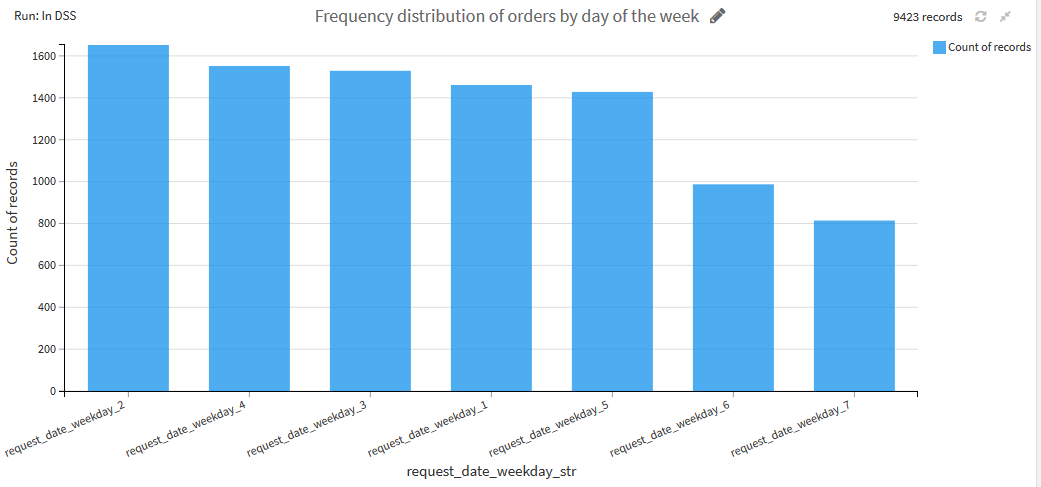 Run: In DSS
Frequency distribution of orders by day of the week
9423 records
Count of records
Count of records
1600
1400
1200
1000
800
600
400
200
0
request_date_weekday_2
request_date_weekday_4
request_date_weekday_3
request_date_weekday_1
request_date_weekday_5
request_date_weekday_6
request_date_weekday_7
request_date_weekday_str